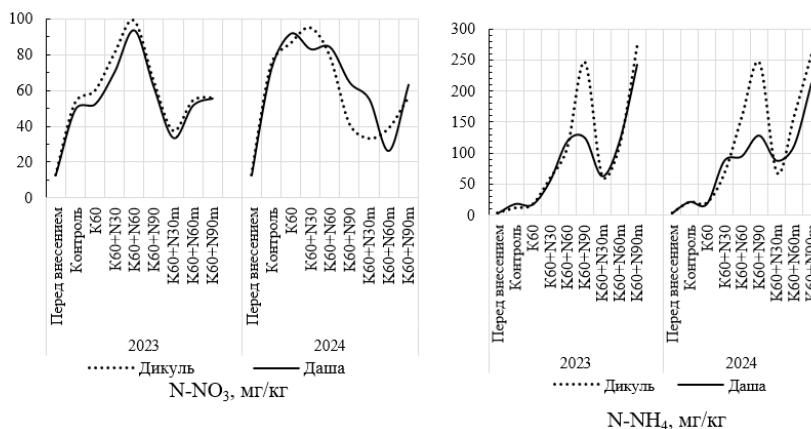 100
80
60
40
20
0
Перед внесением
Контроль
K60
K60+N30
K60+N60
K60+N90
K60+N30m
K60+N60m
K60+N90m
Перед внесением
Контроль
K60
K60+N30
K60+N60
K60+N90
K60+N30m
K60+N60m
K60+N90m
2023
2024
Дикуль
Даша
N-NO₃, мг/кг
300
250
200
150
100
50
0
Перед внесением
Контроль
K60
K60+N30
K60+N60
K60+N90
K60+N30m
K60+N60m
K60+N90m
Перед внесением
Контроль
K60
K60+N30
K60+N60
K60+N90
K60+N30m
K60+N60m
2023
2024
Дикуль
Даша
N-NH₄, мг/кг